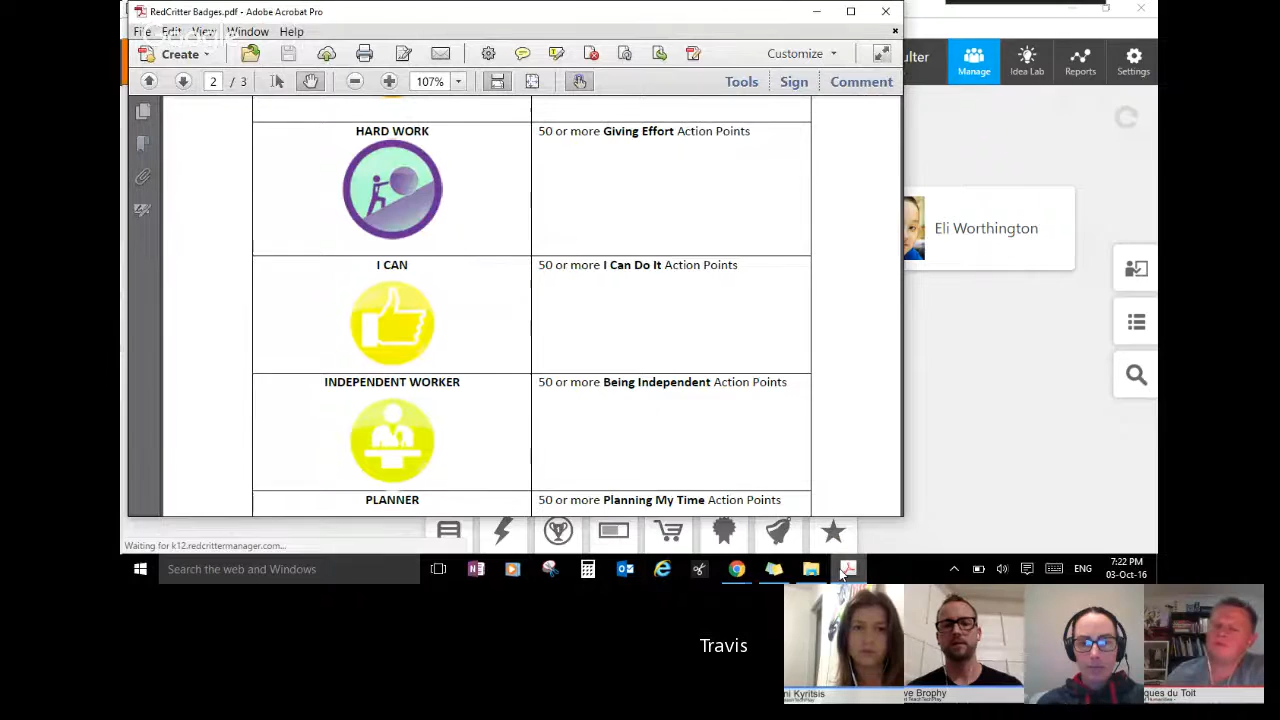 RedCritter Badges.pdf - Adobe Acrobat Pro
File Edit View Window Help
Google
Create
Customize
2 / 3
107%
Tools Sign Comment
ulter
Manage
Idea Lab
Reports
Settings
HARD WORK
50 or more Giving Effort Action Points
I CAN
50 or more I Can Do It Action Points
INDEPENDENT WORKER
50 or more Being Independent Action Points
PLANNER
50 or more Planning My Time Action Points
Eli Worthington
Waiting for k12.redcrittermanager.com...
Search the web and Windows
ENG
7:22 PM
03-Oct-16
Travis
ni Kyritsis
ve Brophy
ques du Toit